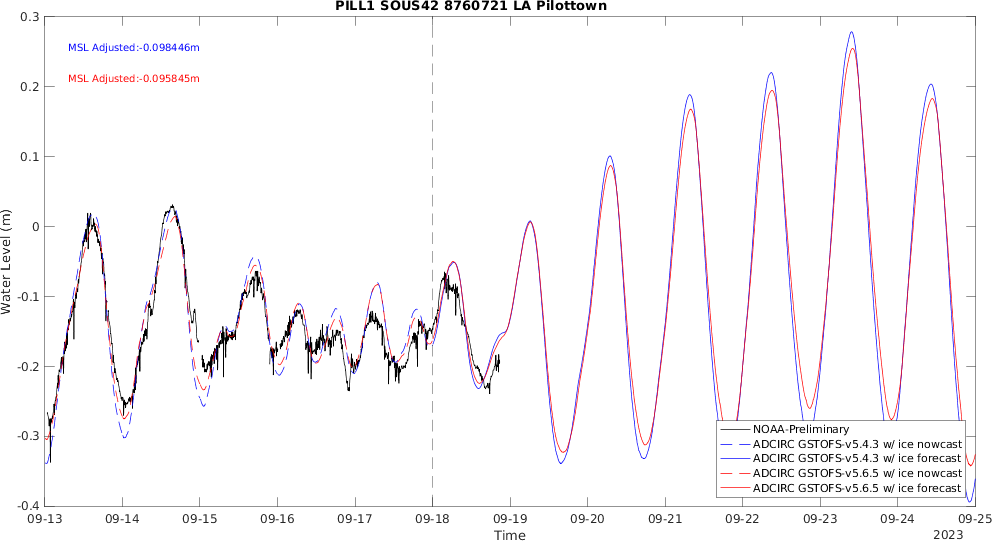 PILL1 SOUS42 8760721 LA Pilottown
MSL Adjusted:-0.098446m
MSL Adjusted:-0.095845m
Water Level (m)
0.3
0.2
0.1
0
-0.1
-0.2
-0.3
-0.4
NOAA-Preliminary
ADCIRC GSTOFS-v5.4.3 w/ ice nowcast
ADCIRC GSTOFS-v5.4.3 w/ ice forecast
ADCIRC GSTOFS-v5.6.5 w/ ice nowcast
ADCIRC GSTOFS-v5.6.5 w/ ice forecast
09-13 09-14 09-15 09-16 09-17 09-18 09-19 09-20 09-21 09-22 09-23 09-24 09-25
Time
2023